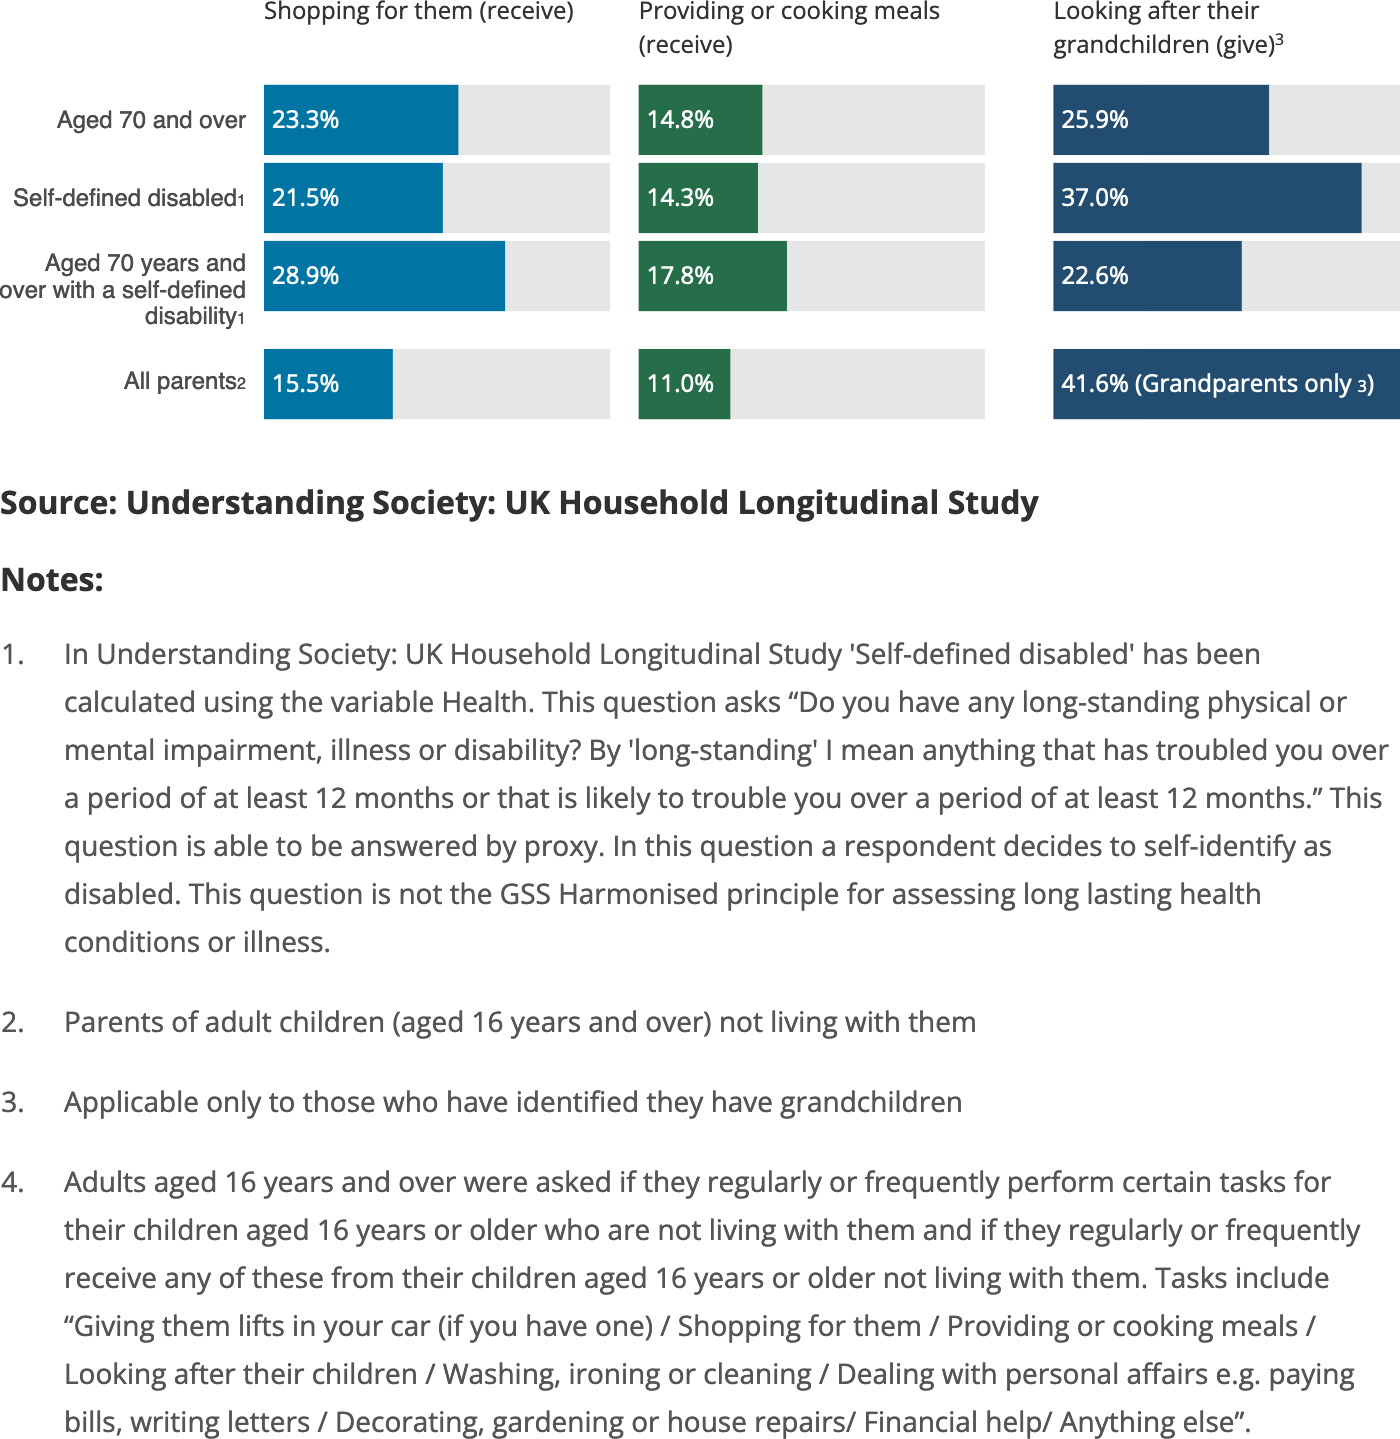 Shopping for them (receive)
Providing or cooking meals
(receive)
Looking after their
grandchildren (give)3
Aged 70 and over
23.3%
14.8%
25.9%
Self-defined disabled1
21.5%
14.3%
37.0%
Aged 70 years and
over with a self-defined
disability1
28.9%
17.8%
22.6%
All parents2
15.5%
11.0%
41.6% (Grandparents only 3)
Source: Understanding Society: UK Household Longitudinal Study
Notes:
1. In Understanding Society: UK Household Longitudinal Study 'Self-defined disabled' has been
calculated using the variable Health. This question asks “Do you have any long-standing physical or
mental impairment, illness or disability? By 'long-standing' I mean anything that has troubled you over
a period of at least 12 months or that is likely to trouble you over a period of at least 12 months.” This
question is able to be answered by proxy. In this question a respondent decides to self-identify as
disabled. This question is not the GSS Harmonised principle for assessing long lasting health
conditions or illness.
2. Parents of adult children (aged 16 years and over) not living with them
3. Applicable only to those who have identified they have grandchildren
4. Adults aged 16 years and over were asked if they regularly or frequently perform certain tasks for
their children aged 16 years or older who are not living with them and if they regularly or frequently
receive any of these from their children aged 16 years or older not living with them. Tasks include
“Giving them lifts in your car (if you have one) / Shopping for them / Providing or cooking meals /
Looking after their children / Washing, ironing or cleaning / Dealing with personal affairs e.g. paying
bills, writing letters / Decorating, gardening or house repairs/ Financial help/ Anything else”.